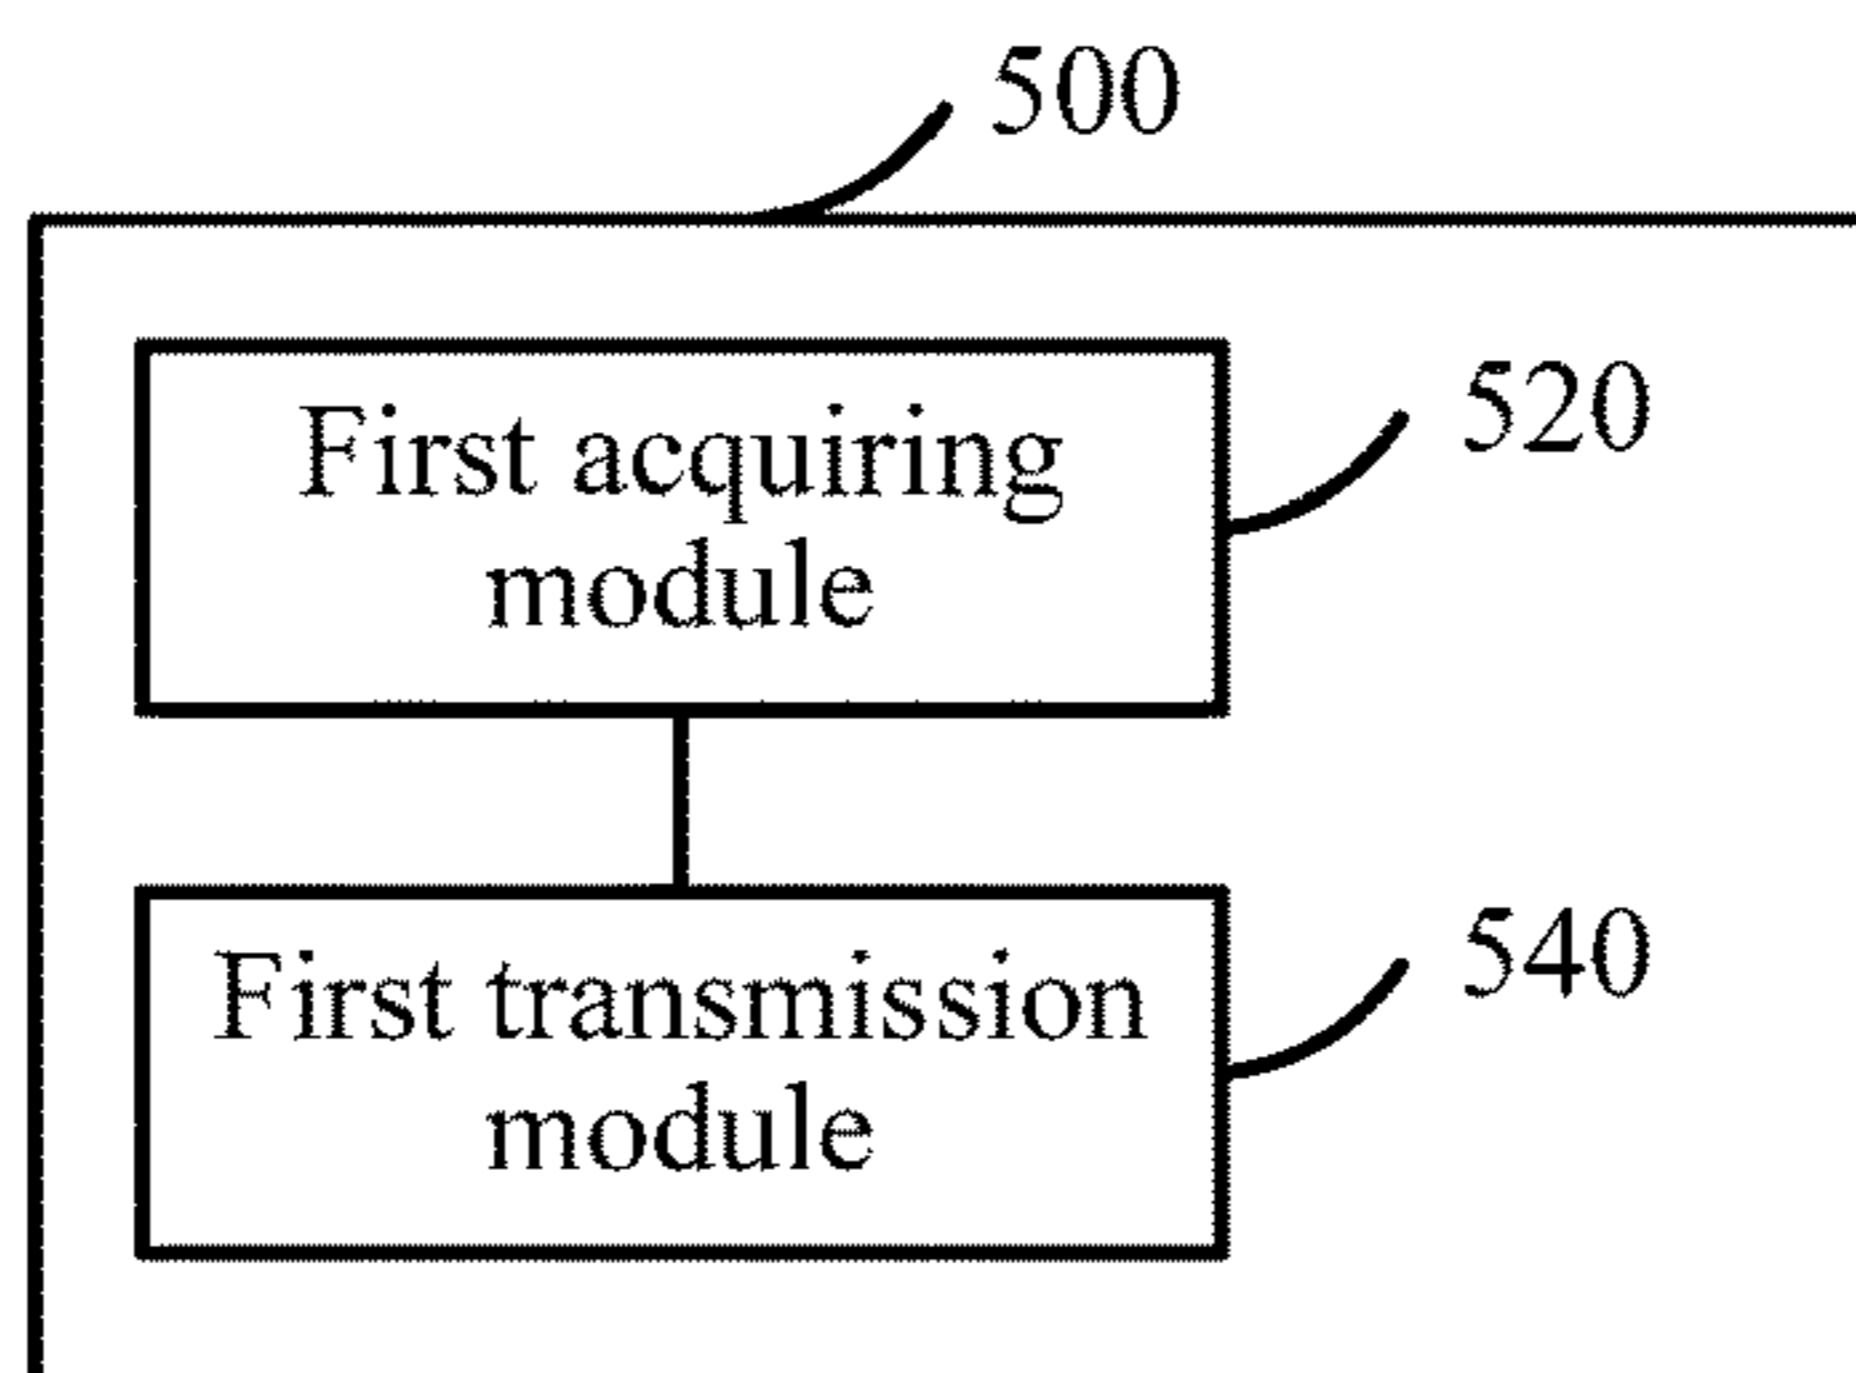 500
First acquiring
module
520
First transmission
module
540